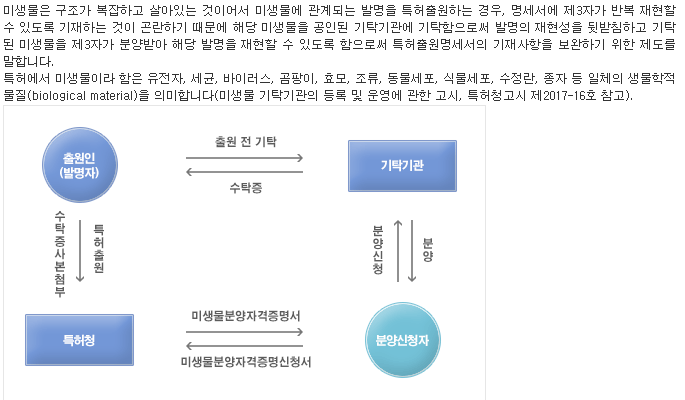 미생물은 구조가 복잡하고 살아있는 것이어서 미생물에 관계되는 발명을 특허출원하는 경우, 명세서에 제3자가 반복 재현할
수 있도록 기재하는 것이 곤란하기 때문에 해당 미생물을 공인된 기탁기관에 기탁함으로써 발명의 재현성을 뒷받침하고 기탁
된 미생물을 제3자가 분양받아 해당 발명을 재현할 수 있도록 함으로써 특허출원명세서의 기재사항을 보완하기 위한 제도를
말합니다.
특허에서 미생물이라 함은 유전자, 세균, 바이러스, 곰팡이, 효모, 조류, 동물세포, 식물세포, 수정란, 종자 등 일체의 생물학적
물질(biological material)을 의미합니다(미생물 기탁기관의 등록 및 운영에 관한 고시, 특허청고시 제2017-16호 참고).
출원인
(발명자)
출원 전 기탁
수탁증
기탁기관
수탁증사본첨부
특허출원
분양신청
분양
특허청
미생물분양자격증명서
미생물분양자격증명신청서
분양신청자